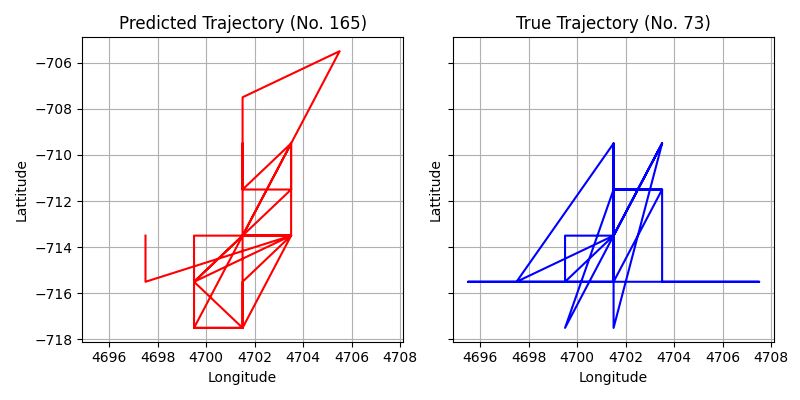 Predicted Trajectory (No. 165)
True Trajectory (No. 73)
Lattitude
−706
−708
−710
−712
−714
−716
−718
4696 4698 4700 4702 4704 4706 4708
Longitude
Lattitude
4696 4698 4700 4702 4704 4706 4708
Longitude